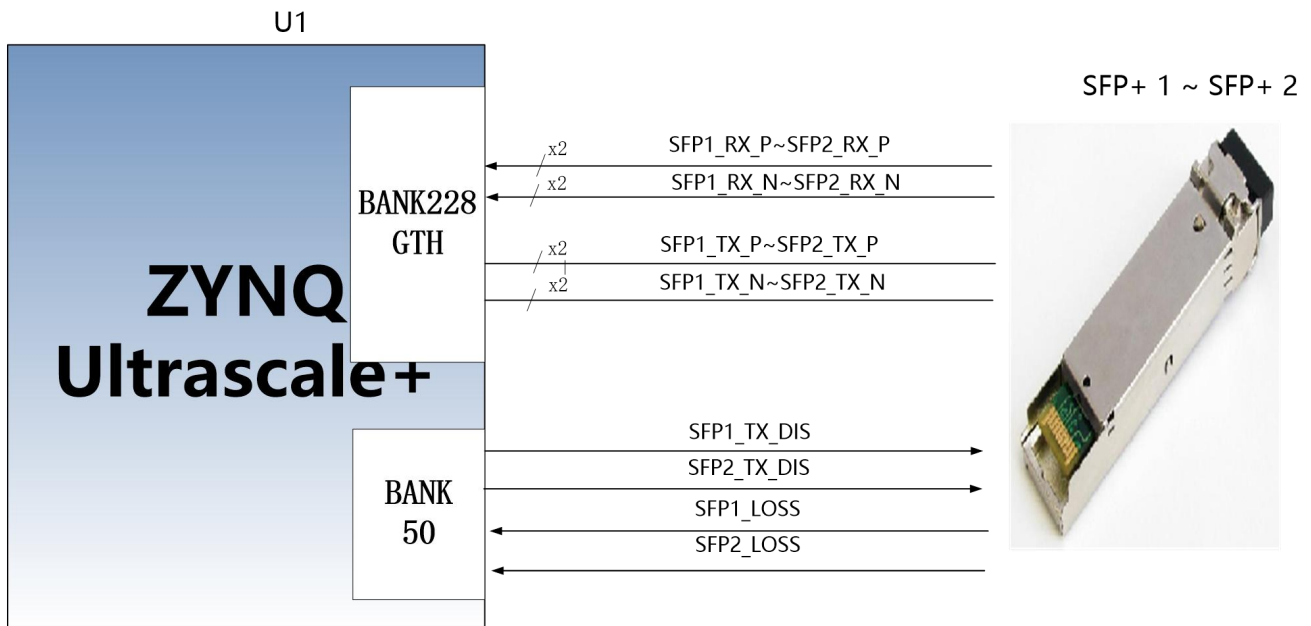 U1
SFP+ 1 ~ SFP+ 2
x2
SFP1_RX_P~SFP2_RX_P
x2
SFP1_RX_N~SFP2_RX_N
BANK228
GTH
x2
SFP1_TX_P~SFP2_TX_P
x2
SFP1_TX_N~SFP2_TX_N
ZYNQ
Ultrascale+
SFP1_TX_DIS
SFP2_TX_DIS
BANK
50
SFP1_LOSS
SFP2_LOSS